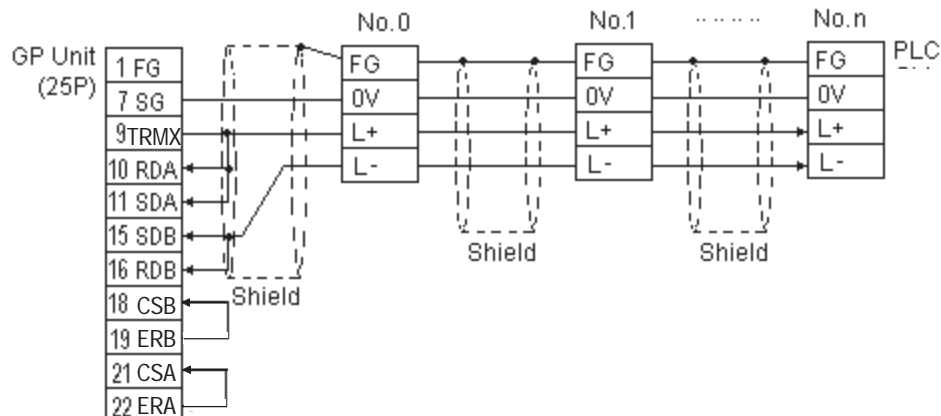 No.0 No.1 ........ No.n
GP Unit
(25P)
PLC
1 FG
7 SG
9TRMX
10 RDA
11 SDA
15 SDB
16 RDB
18 CSB
19 ERB
21 CSA
22 ERA
FG
0V
L+
L-
FG
0V
L+
L-
FG
0V
L+
L-
Shield
Shield
Shield